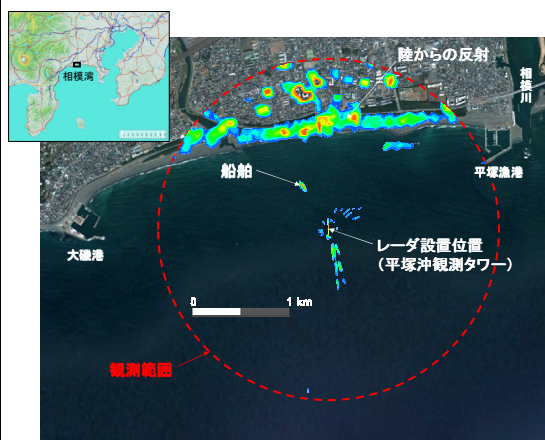 相模湾
陸からの反射
相模川
平塚漁港
船舶
大磯港
レーダ設置位置
(平塚沖観測タワー)
0 1 km
観測範囲